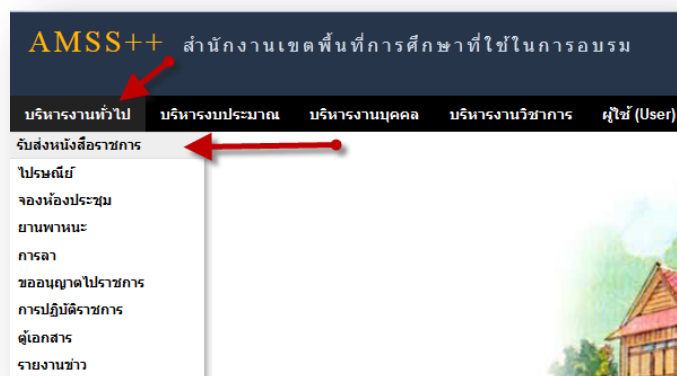 AMSS++ สำนักงานเขตพื้นที่การศึกษาที่ใช้ในการอบรม
บริหารงานทั่วไป บริหารงบประมาณ บริหารงานบุคคล บริหารงานวิชาการ ผู้ใช้ (User)
รับส่งหนังสือราชการ
ไปรษณีย์
จองห้องประชุม
ยานพาหนะ
การลา
ขออนุญาตไปราชการ
การปฏิบัติราชการ
ตู้เอกสาร
รายงานข่าว